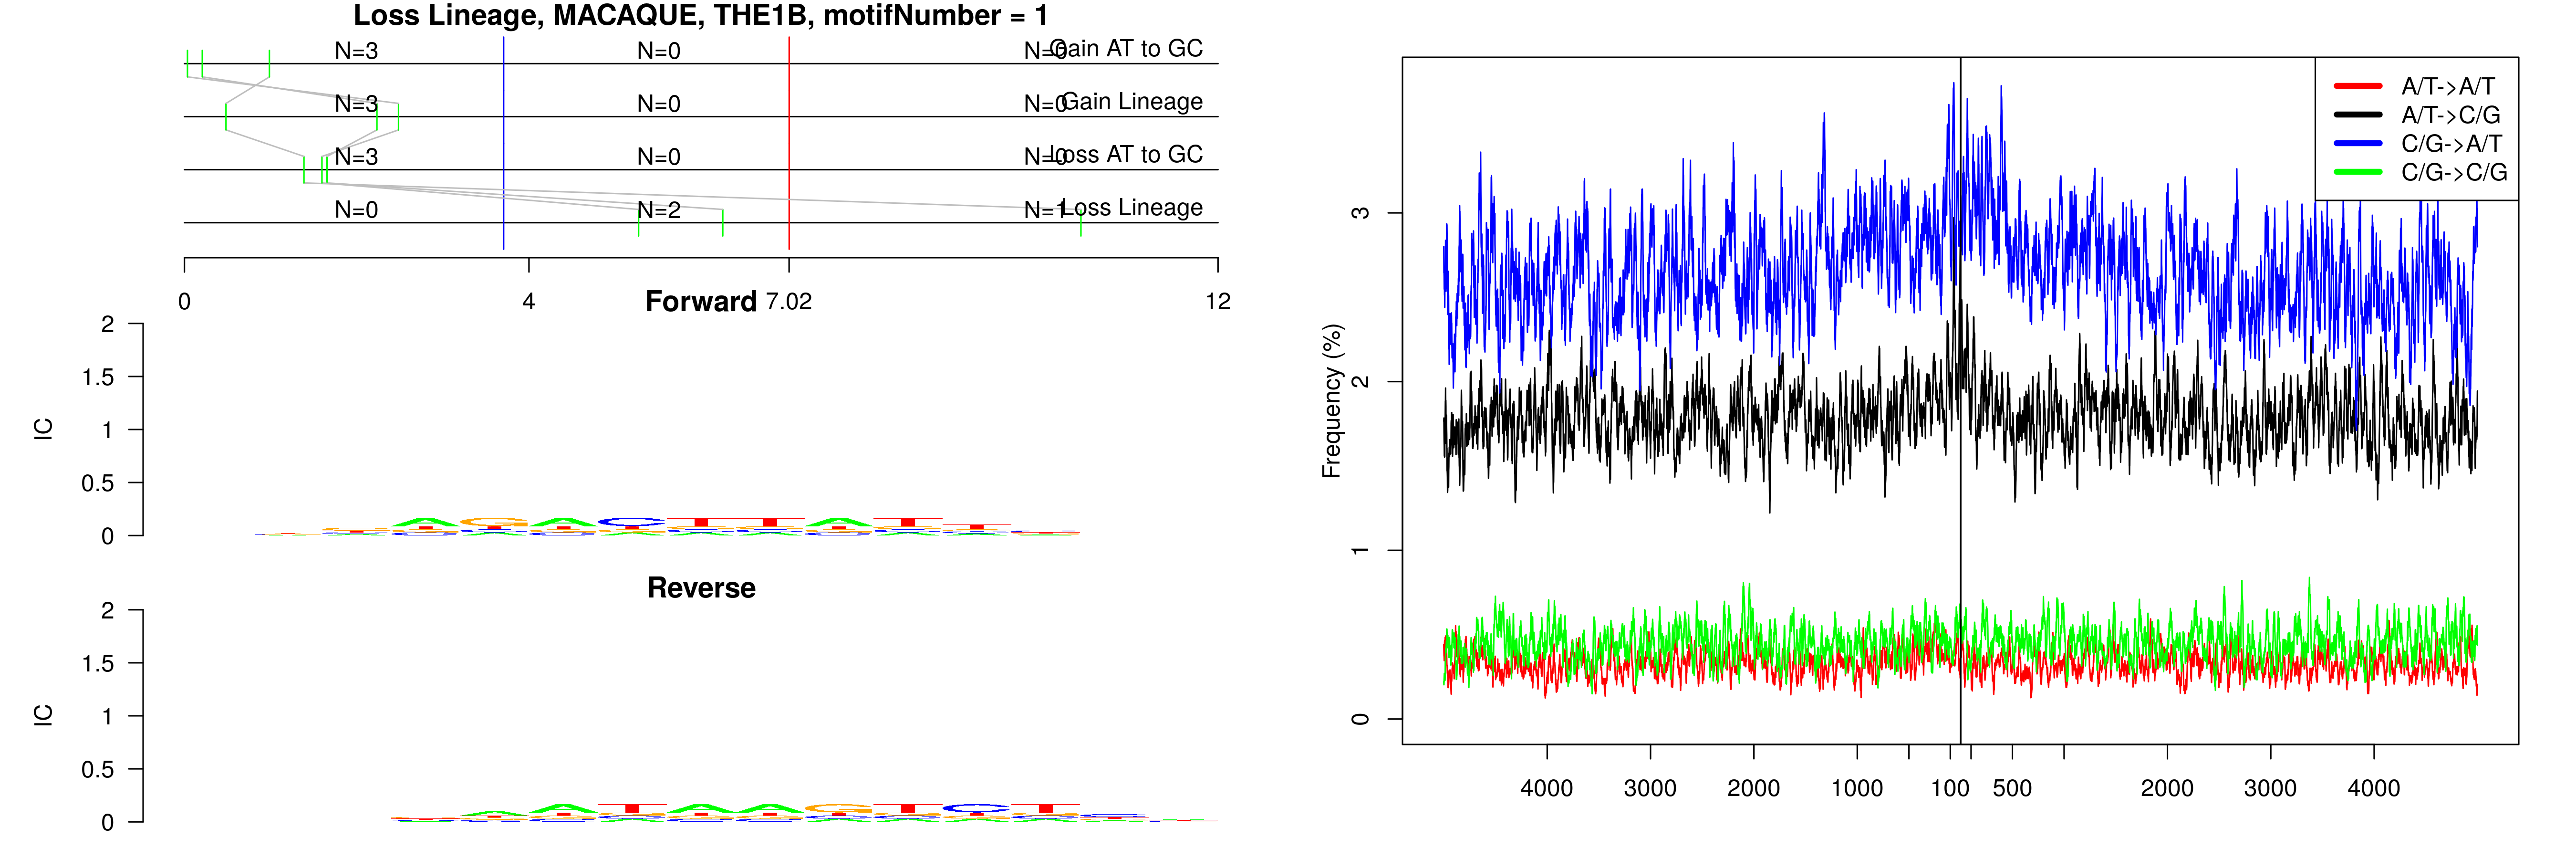 Loss Lineage, MACAQUE, THE1B, motifNumber = 1
N=3 N=0 N=0 Gain AT to GC
N=3 N=0 N=0 Gain Lineage
N=3 N=0 N=0 Loss AT to GC
N=0 N=2 N=1 Loss Lineage
0 4 7.02 12
Forward
2
1.5
1
0.5
0
IC
AGACTTATT
Reverse
2
1.5
1
0.5
0
IC
AATAAGTCT
A/T->A/T
A/T->C/G
C/G->A/T
C/G->C/G
Frequency (%)
3
2
1
0
4000 3000 2000 1000 100 500 2000 3000 4000